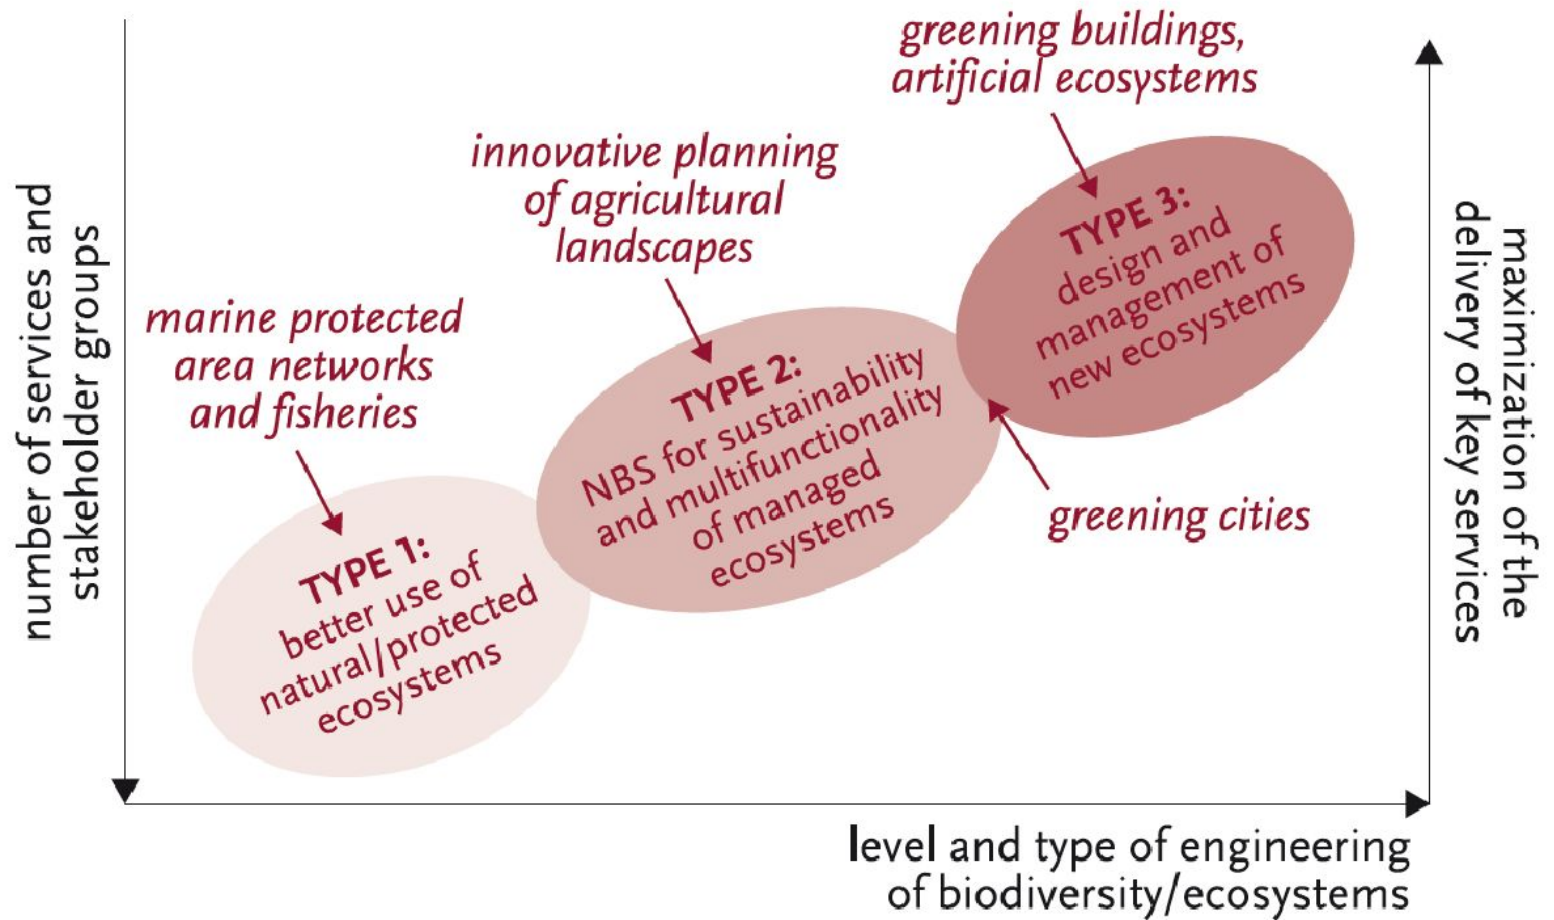 greening buildings,
artificial ecosystems
innovative planning
of agricultural
landscapes
marine protected
area networks
and fisheries
TYPE 3:
design and
management of
new ecosystems
TYPE 2:
NBS for sustainability
and multifunctionality
of managed
ecosystems
TYPE 1:
better use of
natural/protected
ecosystems
greening cities
number of services and
stakeholder groups
maximization of the
delivery of key services
level and type of engineering
of biodiversity/ecosystems